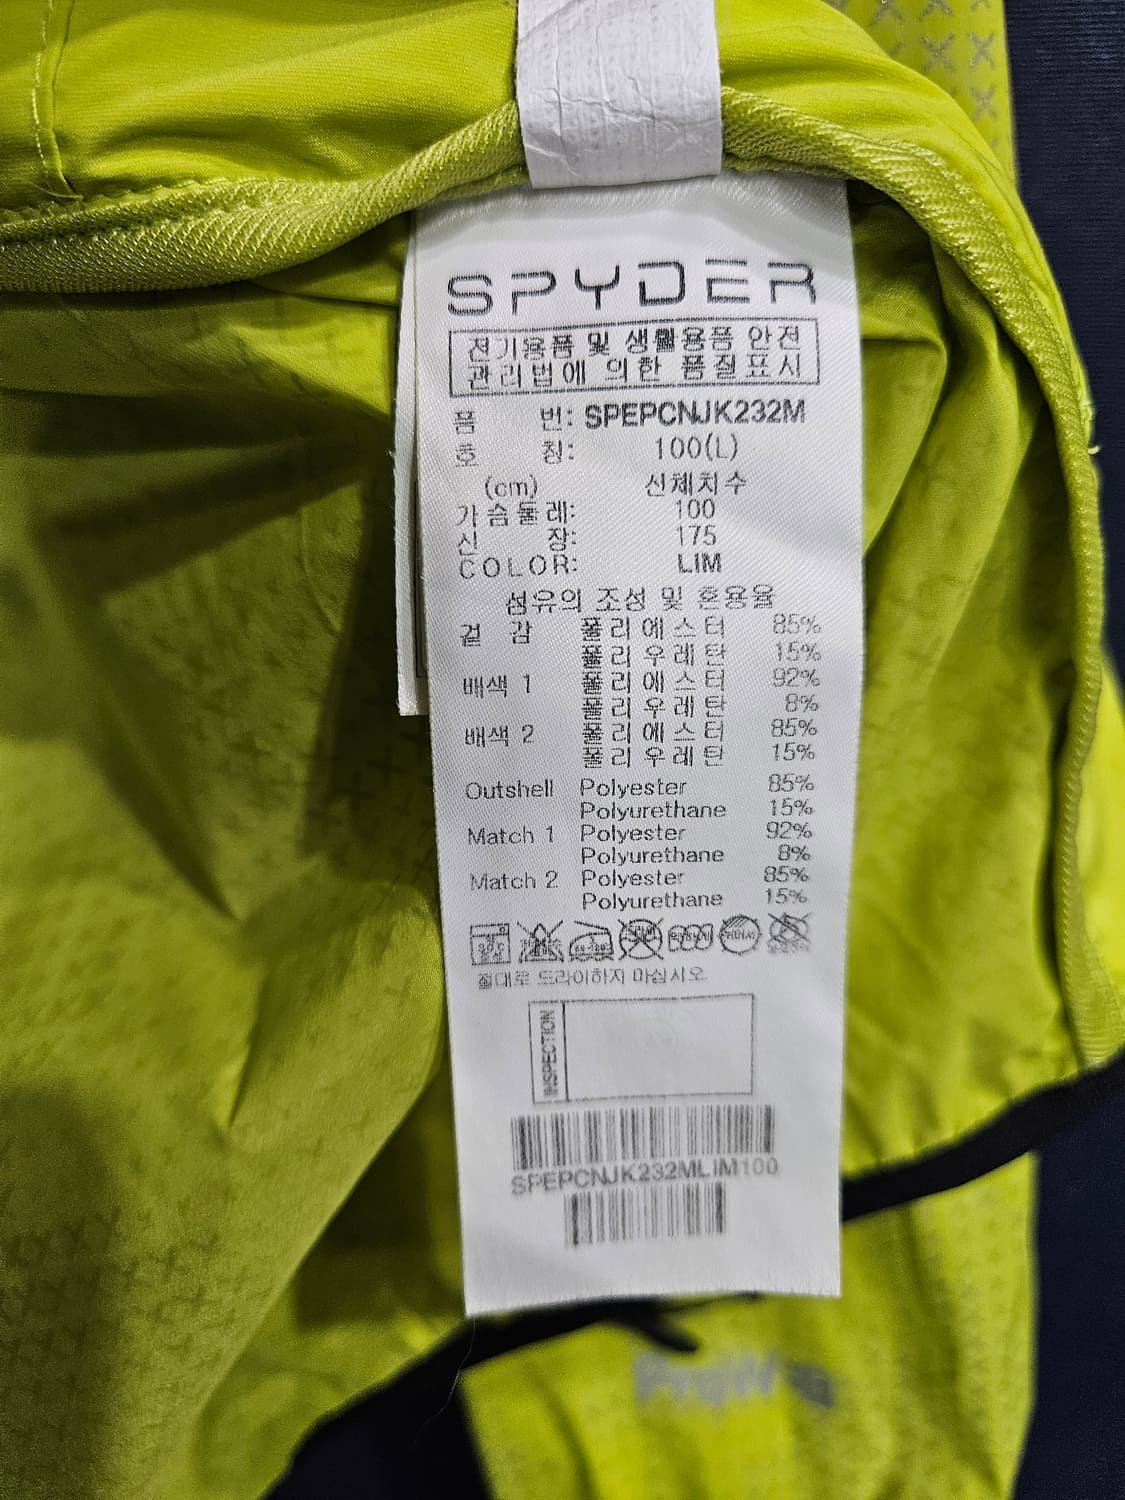 SPYDER
전기용품 및 생활용품 안전
관리법에 의한 품질표시
품 번: SPEPCNJK232M
호 칭: 100(L)
(cm) 신체치수
가슴둘레: 100
신 장: 175
COLOR: LIM
섬유의 조성 및 혼용율
겉 감 폴리에스터 85%
폴리우레탄 15%
배색 1 폴리에스터 92%
폴리우레탄 8%
배색 2 폴리에스터 85%
폴리우레탄 15%
Outshell Polyester 85%
Polyurethane 15%
Match 1 Polyester 92%
Polyurethane 8%
Match 2 Polyester 85%
Polyurethane 15%
절대로 드라이하지 마십시오
INSPECTION
SPEPCNJK232MLIM100